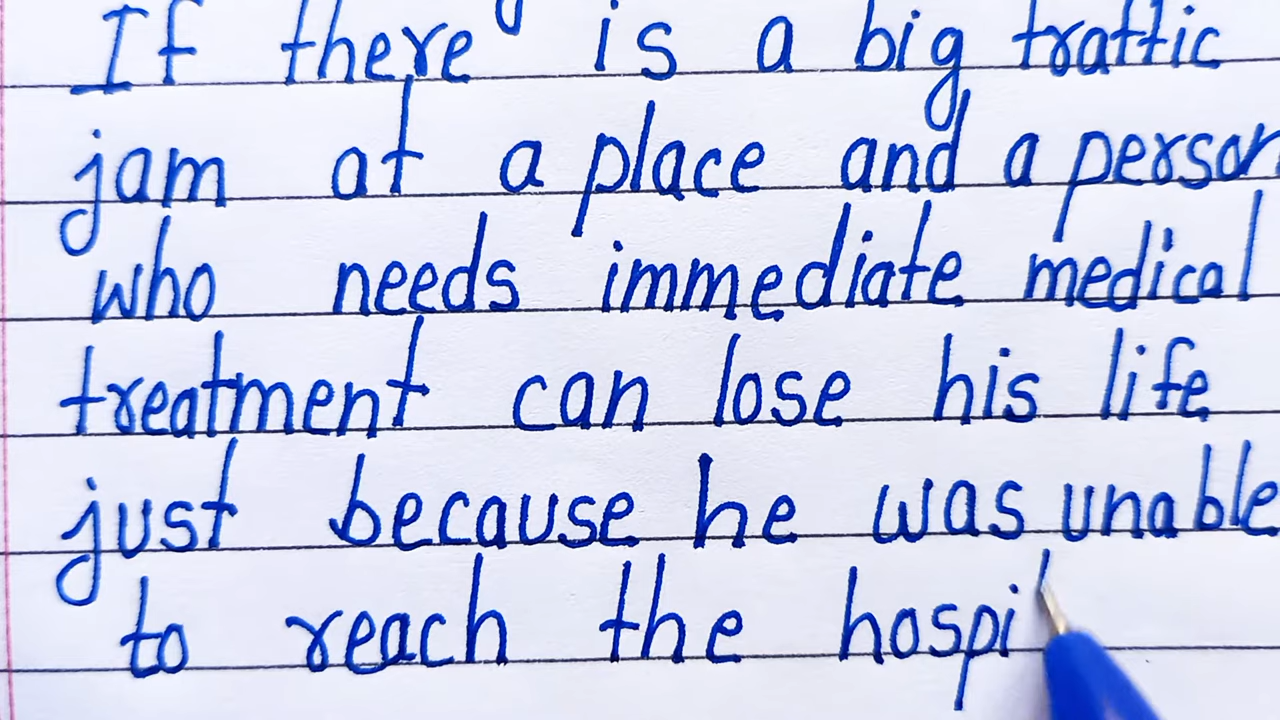 If there is a big traffic
jam at a place and a person
who needs immediate medical
treatment can lose his life
just because he was unable
to reach the hospi